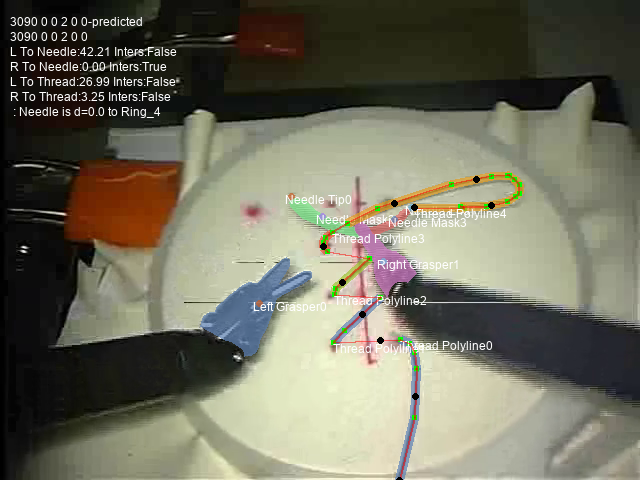 3090 0 0 2 0 0-predicted
3090 0 0 2 0 0
L To Needle:42.21 Inters:False
R To Needle:0.00 Inters:True
L To Thread:26.99 Inters:False
R To Thread:3.25 Inters:False
: Needle is d=0.0 to Ring_4
Needle Tip0
Thread Polyline4
Needle Mask3
Thread Polyline3
Right Grasper1
Thread Polyline2
Left Grasper0
Thread Polyline0